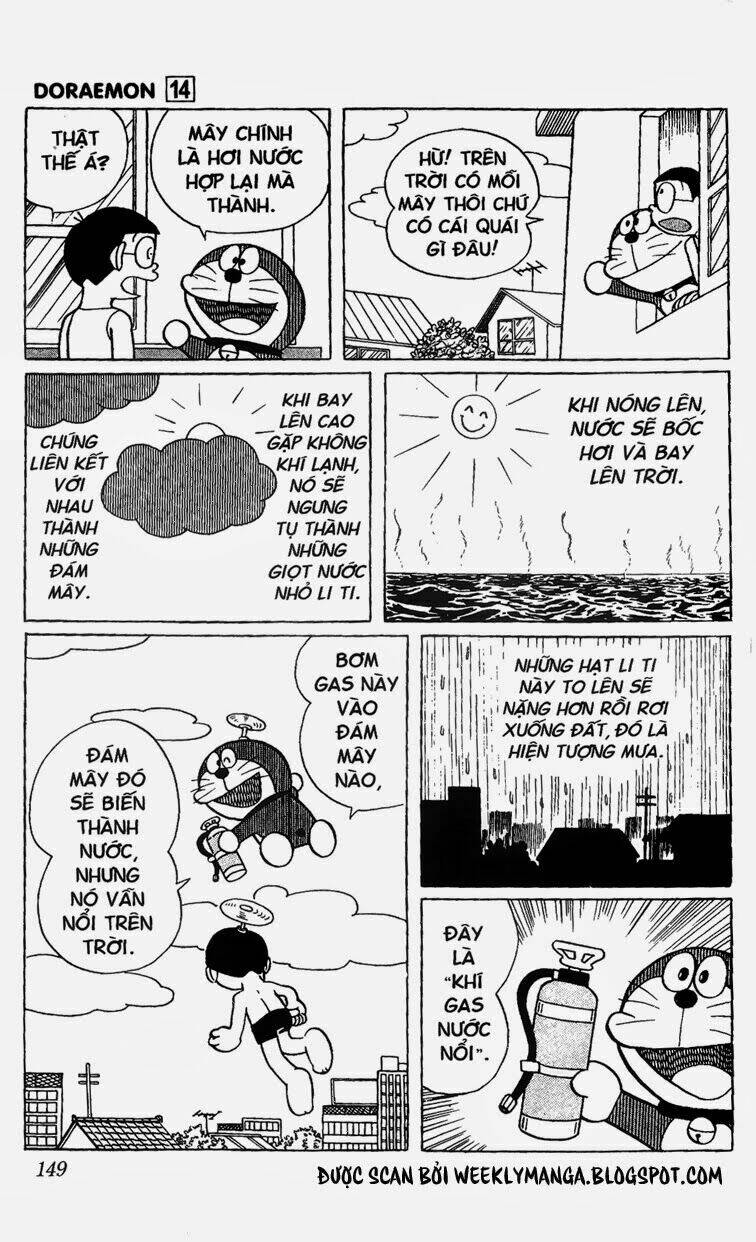 DORAEMON 14
HỪ! TRÊN
TRỜI CÓ MỖI
MÂY THÔI CHỨ
CÓ CÁI QUÁI
GÌ ĐÂU!
MÂY CHÍNH
LÀ HƠI NƯỚC
HỢP LẠI MÀ
THÀNH.
THẬT
THẾ Á?
KHI NÓNG LÊN,
NƯỚC SẼ BỐC
HƠI VÀ BAY
LÊN TRỜI.
KHI BAY
LÊN CAO
GẶP KHÔNG
KHÍ LẠNH,
NÓ SẼ
NGƯNG
TỤ THÀNH
NHỮNG
GIỌT NƯỚC
NHỎ LI TI.
CHÚNG
LIÊN KẾT
VỚI
NHAU
THÀNH
NHỮNG
ĐÁM
MÂY.
NHỮNG HẠT LI TI
NÀY TO LÊN SẼ
NẶNG HƠN RỒI RƠI
XUỐNG ĐẤT, ĐÓ LÀ
HIỆN TƯỢNG MƯA.
ĐÂY
LÀ
“KHÍ
GAS
NƯỚC
NỔI”.
BƠM
GAS NÀY
VÀO
ĐÁM
MÂY
NÀO,
ĐÁM
MÂY ĐÓ
SẼ BIẾN
THÀNH
NƯỚC,
NHƯNG
NÓ VẪN
NỔI TRÊN
TRỜI.
149
ĐƯỢC SCAN BỞI WEEKLYMANGA.BLOGSPOT.COM